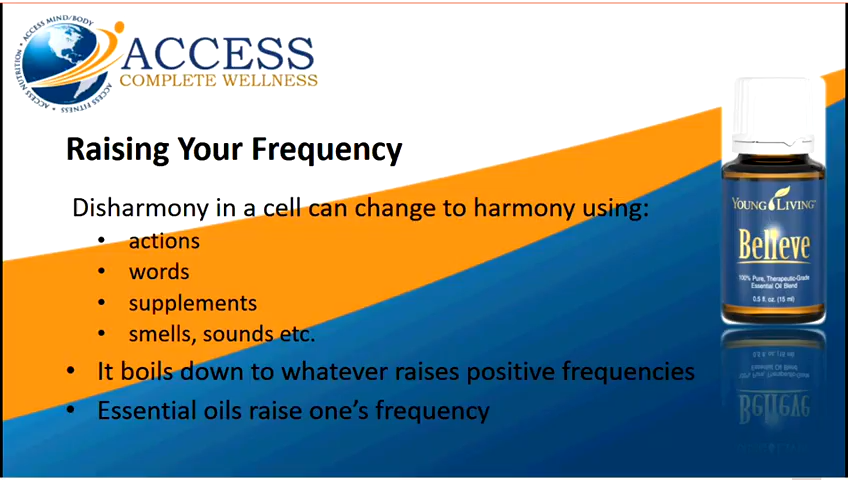 ACCESS MIND/BODY
ACCESS NUTRITION
ACCESS FITNESS
ACCESS
COMPLETE WELLNESS
Raising Your Frequency
Disharmony in a cell can change to harmony using:
• actions
• words
• supplements
• smells, sounds etc.
• It boils down to whatever raises positive frequencies
• Essential oils raise one's frequency
YOUNG LIVING
Believe
100% Pure, Therapeutic-Grade
Essential Oil Blend
0.5 fl. oz. (15 ml)